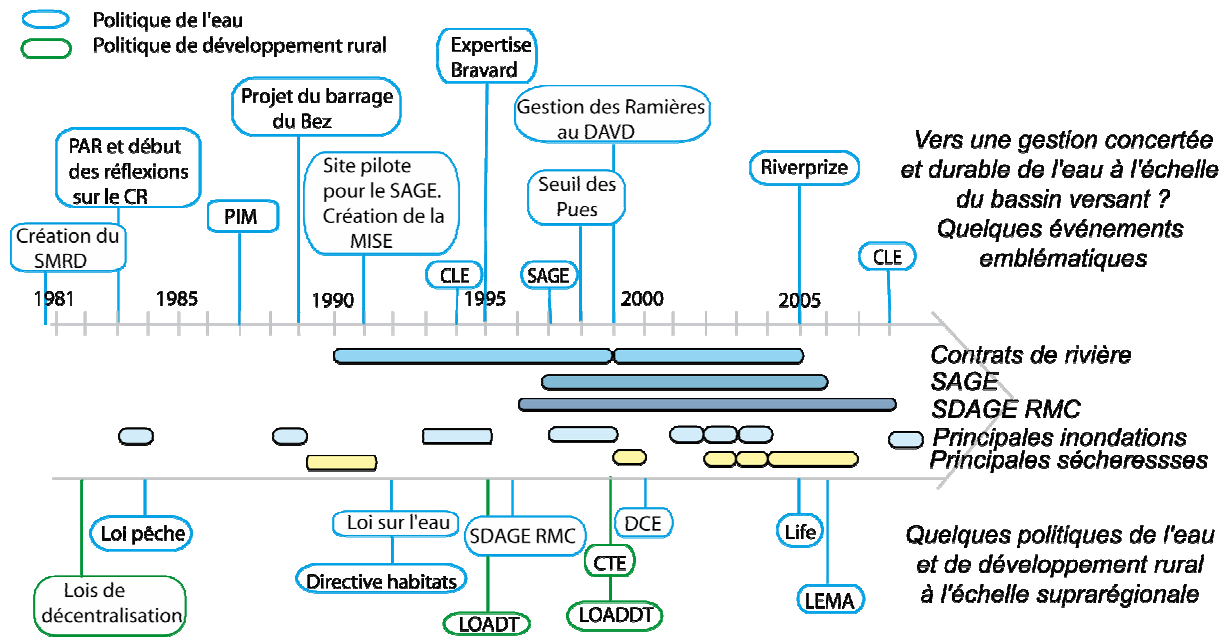 Politique de l'eau
Politique de développement rural
Expertise
Bravard
Projet du barrage
du Bez
Gestion des Ramières
au DAVD
PAR et début
des réflexions
sur le CR
Site pilote
pour le SAGE.
Création de la
MISE
Vers une gestion concertée
et durable de l'eau à l'échelle
du bassin versant ?
Quelques événements
emblématiques
Riverprize
Seuil des
Pues
PIM
Création du
SMRD
CLE
SAGE
CLE
1981
1985
1990
1995
2000
2005
Contrats de rivière
SAGE
SDAGE RMC
Principales inondations
Principales sécheressses
Loi pêche
Loi sur l'eau
SDAGE RMC
DCE
Life
Quelques politiques de l'eau
et de développement rural
à l'échelle suprarégionale
CTE
Lois de
décentralisation
Directive habitats
LEMA
LOADT
LOADDT